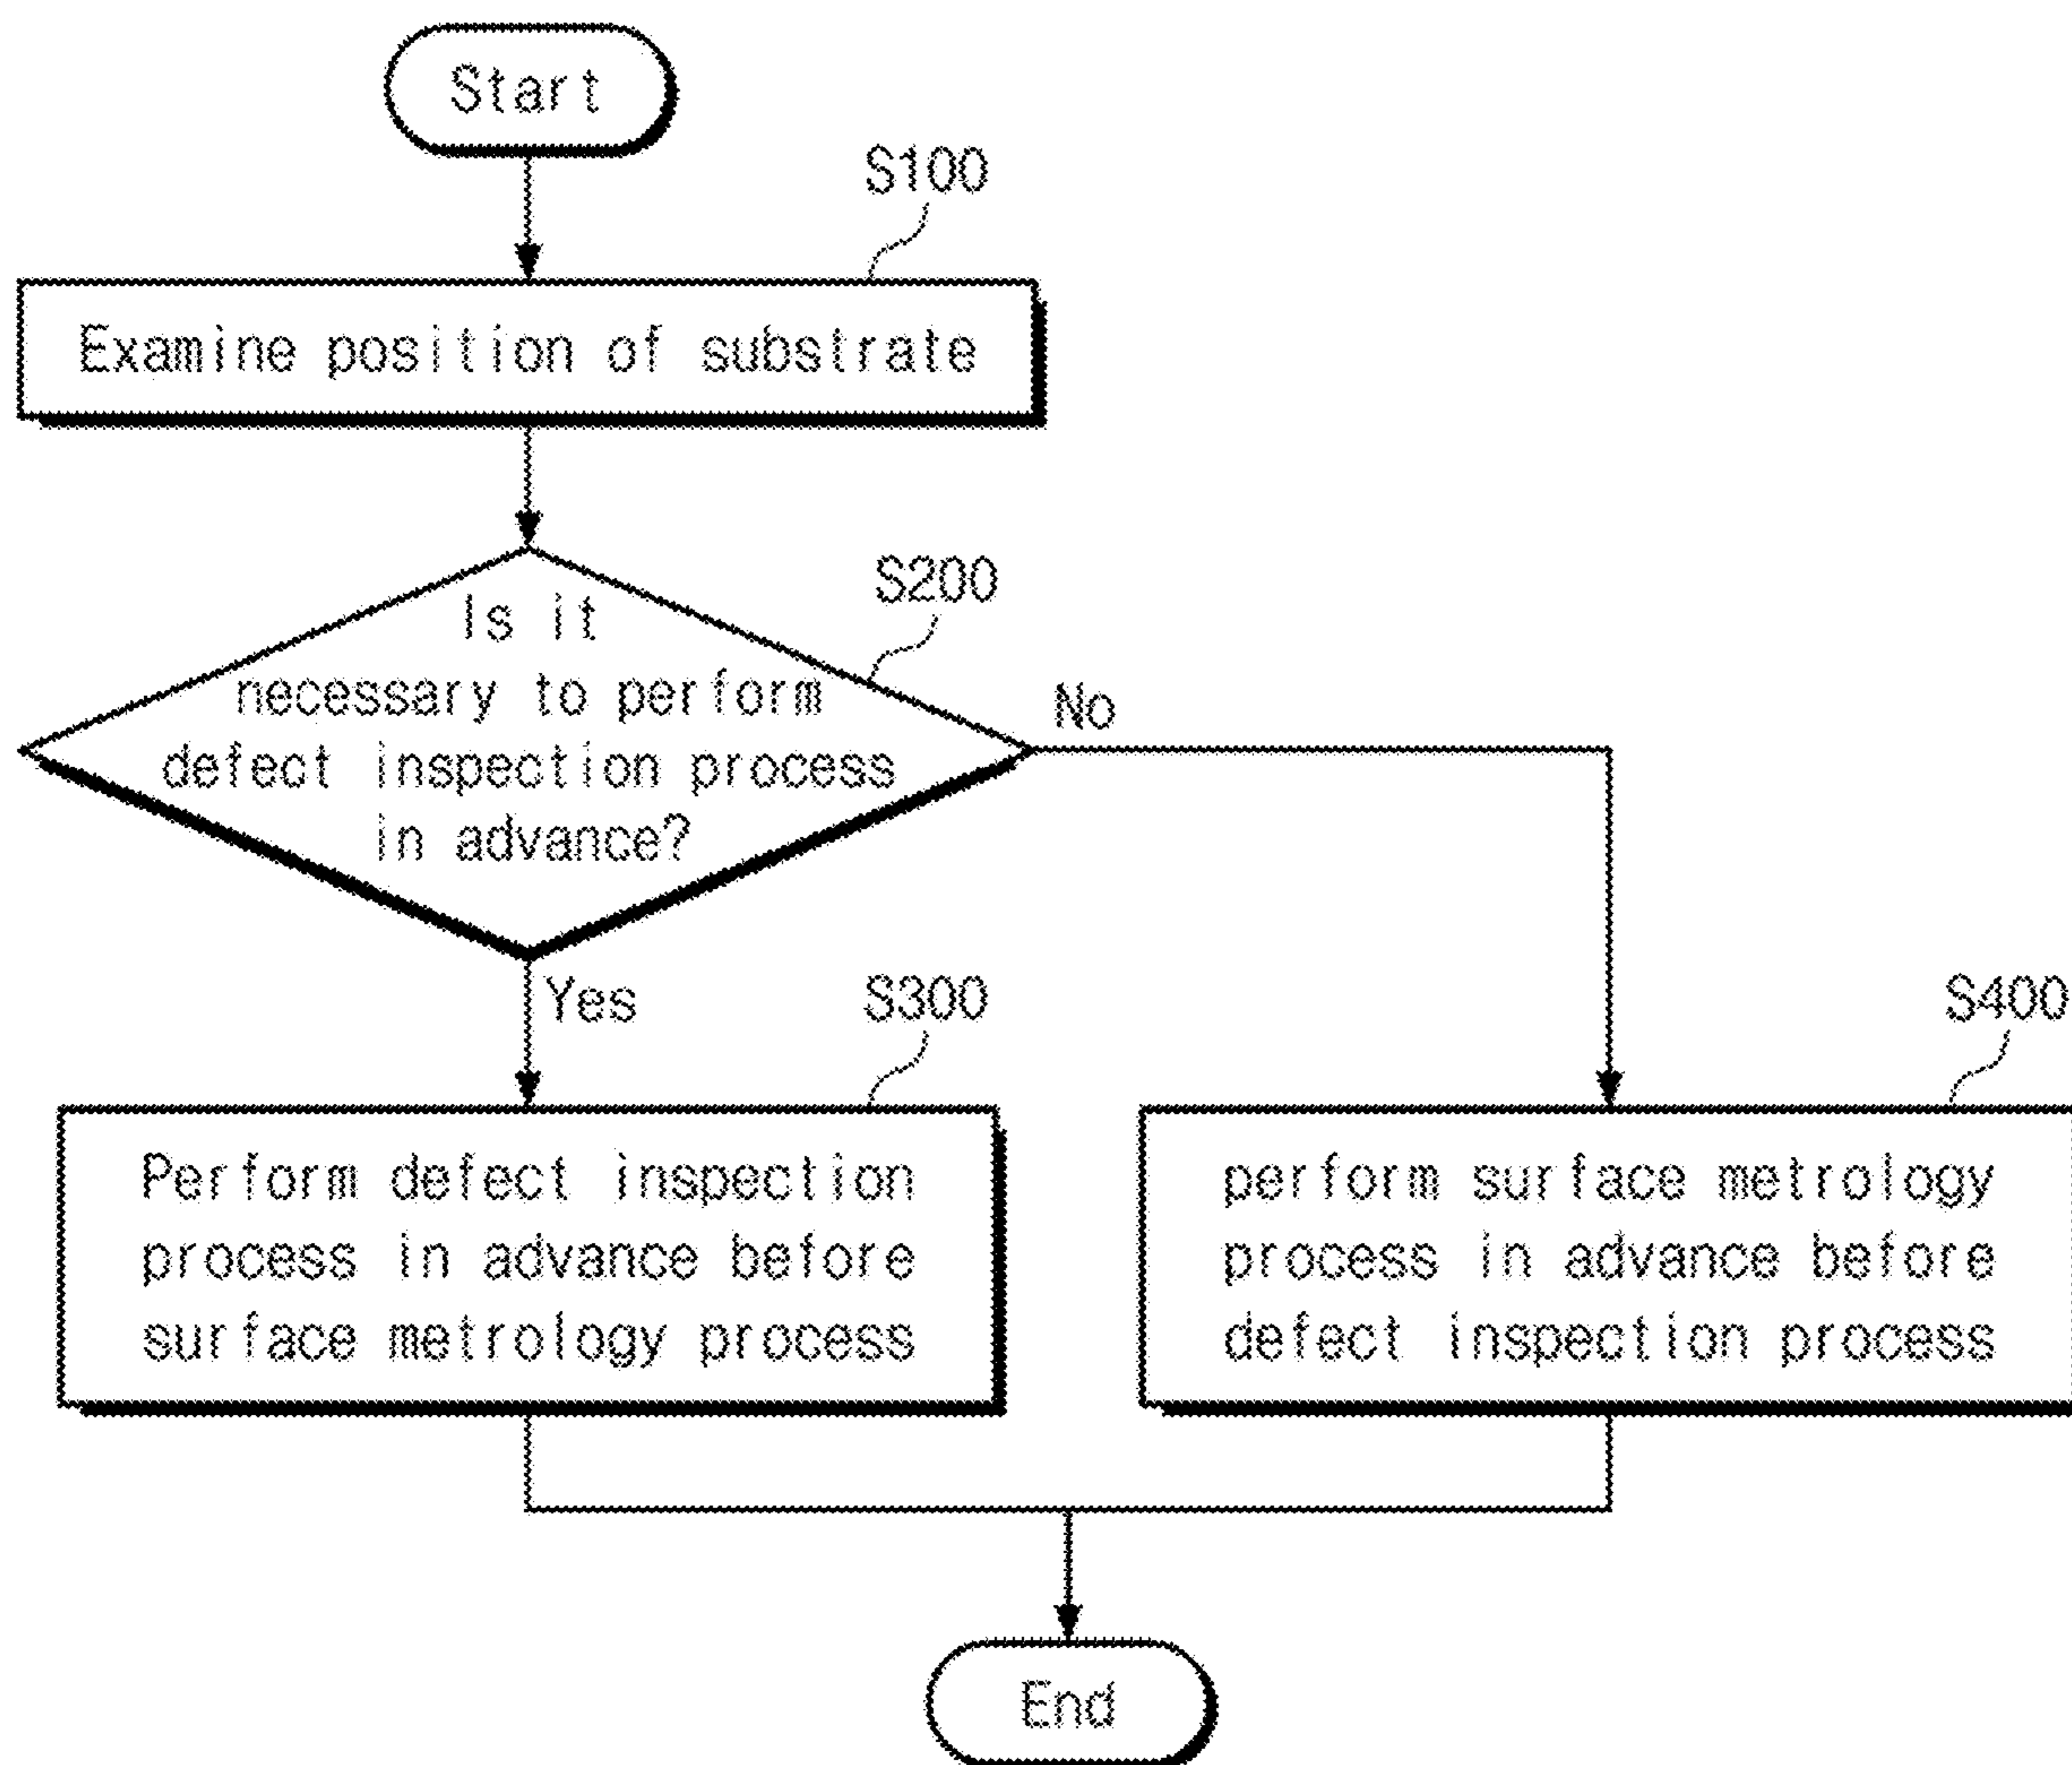 Start
S100
Examine position of substrate
S200
Is it
necessary to perform
defect inspection process
in advance?
No
Yes
S300
Perform defect inspection
process in advance before
surface metrology process
S400
perform surface metrology
process in advance before
defect inspection process
End